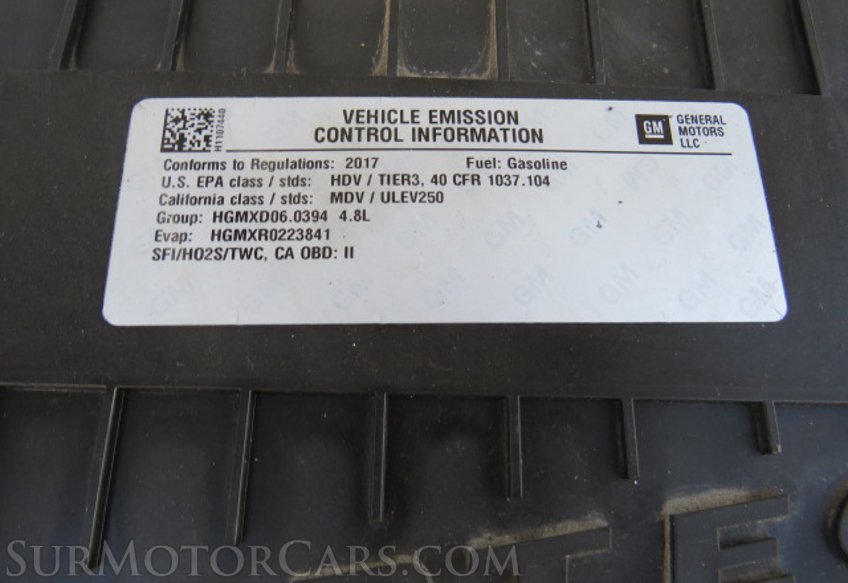 VEHICLE EMISSION
CONTROL INFORMATION
GM GENERAL
MOTORS
LLC
H1107440
Conforms to Regulations: 2017 Fuel: Gasoline
U.S. EPA class / stds: HDV / TIER3, 40 CFR 1037.104
California class / stds: MDV / ULEV250
Group: HGMXD06.0394 4.8L
Evap: HGMXR0223841
SFI/HO2S/TWC, CA OBD: II
SurMotorCars.com